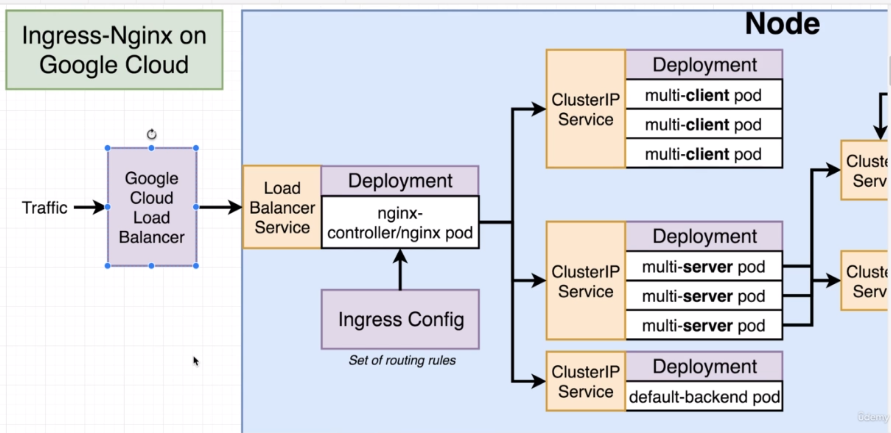 Ingress-Nginx on
Google Cloud
Node
Traffic
Google
Cloud
Load
Balancer
Load
Balancer
Service
Deployment
nginx-
controller/nginx pod
Ingress Config
Set of routing rules
ClusterIP
Service
Deployment
multi-client pod
multi-client pod
multi-client pod
ClusterIP
Service
Deployment
multi-server pod
multi-server pod
multi-server pod
ClusterIP
Service
Deployment
default-backend pod
Cluste
Serv
Cluste
Serv
ûdemy